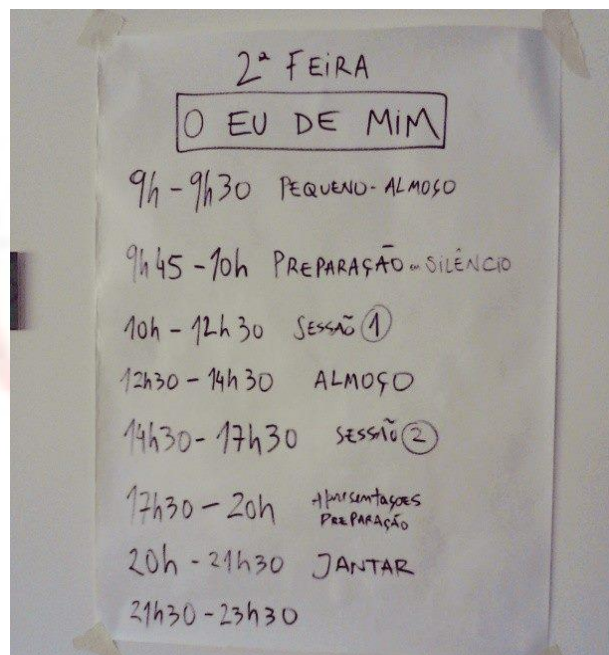 2ª FEIRA
O EU DE MIM
9h - 9h30 PEQUENO-ALMOÇO
9h45 - 10h PREPARAÇÃO - SILÊNCIO
10h - 12h30 SESSÃO 1
12h30 - 14h30 ALMOÇO
14h30 - 17h30 SESSÃO 2
17h30 - 20h Apresentações
PREPARAÇÃO
20h - 21h30 JANTAR
21h30 - 23h30